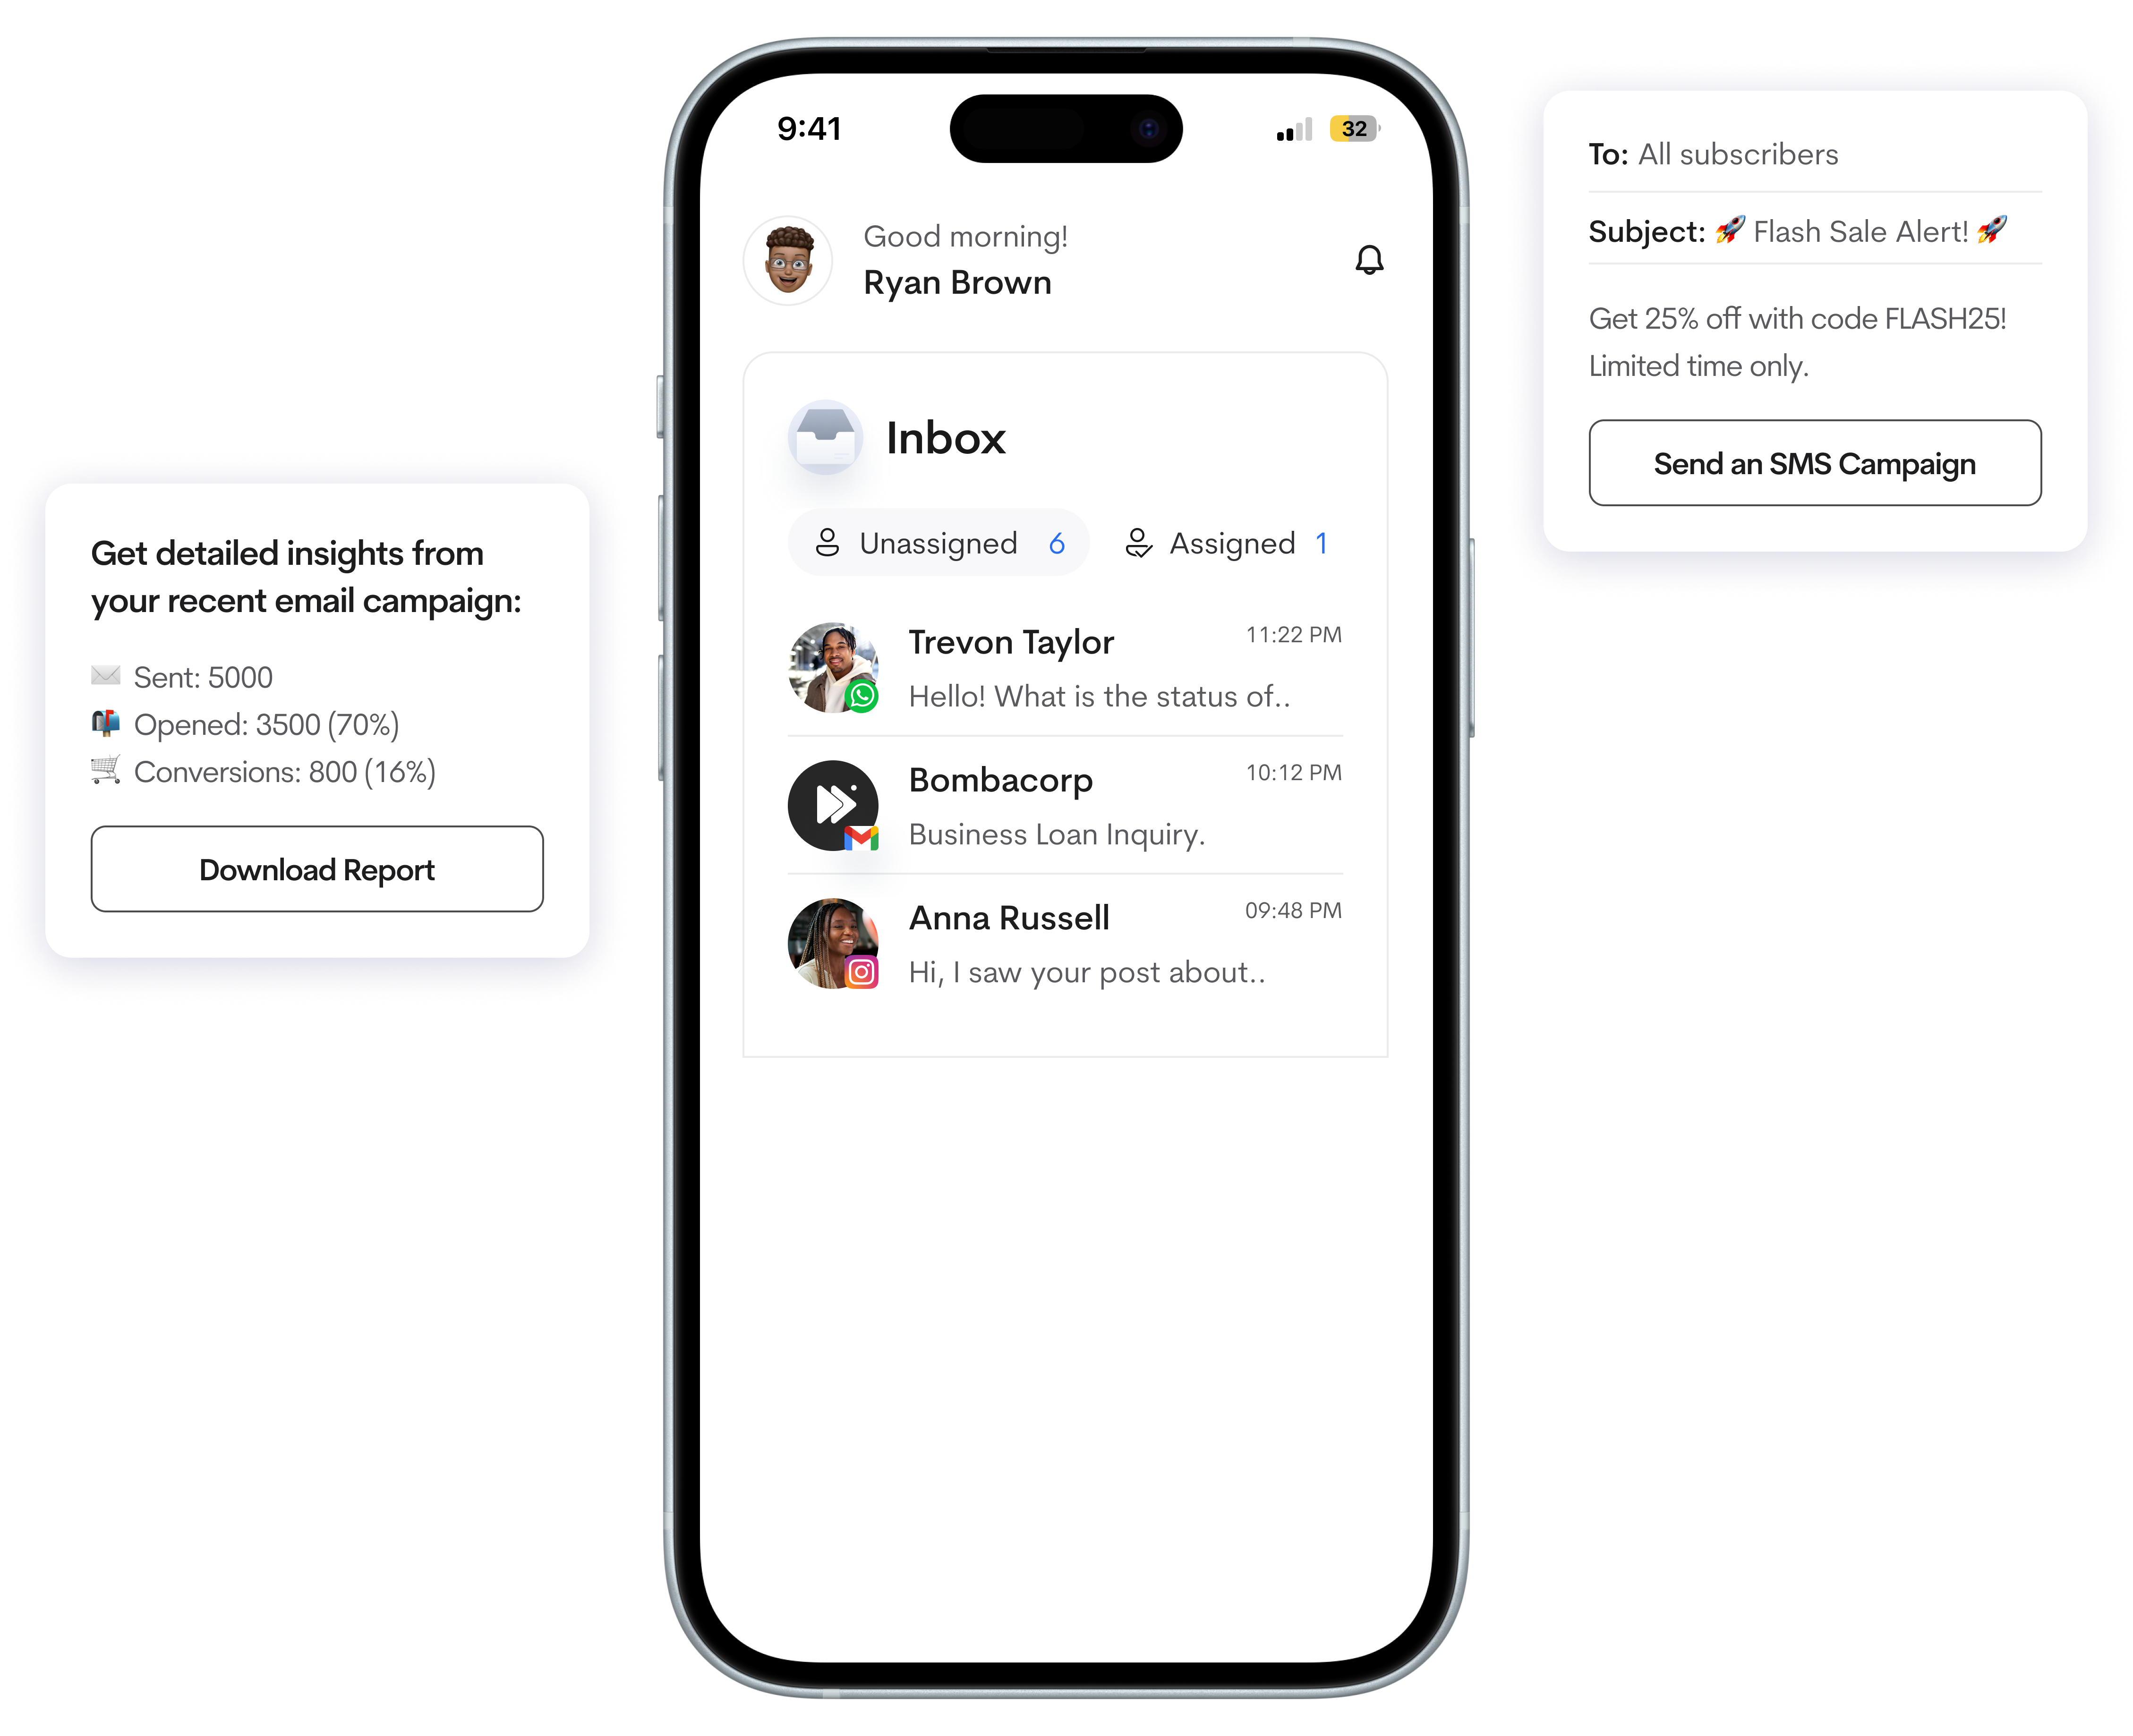 9:41
32
Good morning!
Ryan Brown
Inbox
Unassigned 6
Assigned 1
Trevon Taylor
11:22 PM
Hello! What is the status of..
Bombacorp
10:12 PM
Business Loan Inquiry.
Anna Russell
09:48 PM
Hi, I saw your post about..
Get detailed insights from
your recent email campaign:
✉️ Sent: 5000
📬 Opened: 3500 (70%)
🛒 Conversions: 800 (16%)
Download Report
To: All subscribers
Subject: 🚀 Flash Sale Alert! 🚀
Get 25% off with code FLASH25!
Limited time only.
Send an SMS Campaign